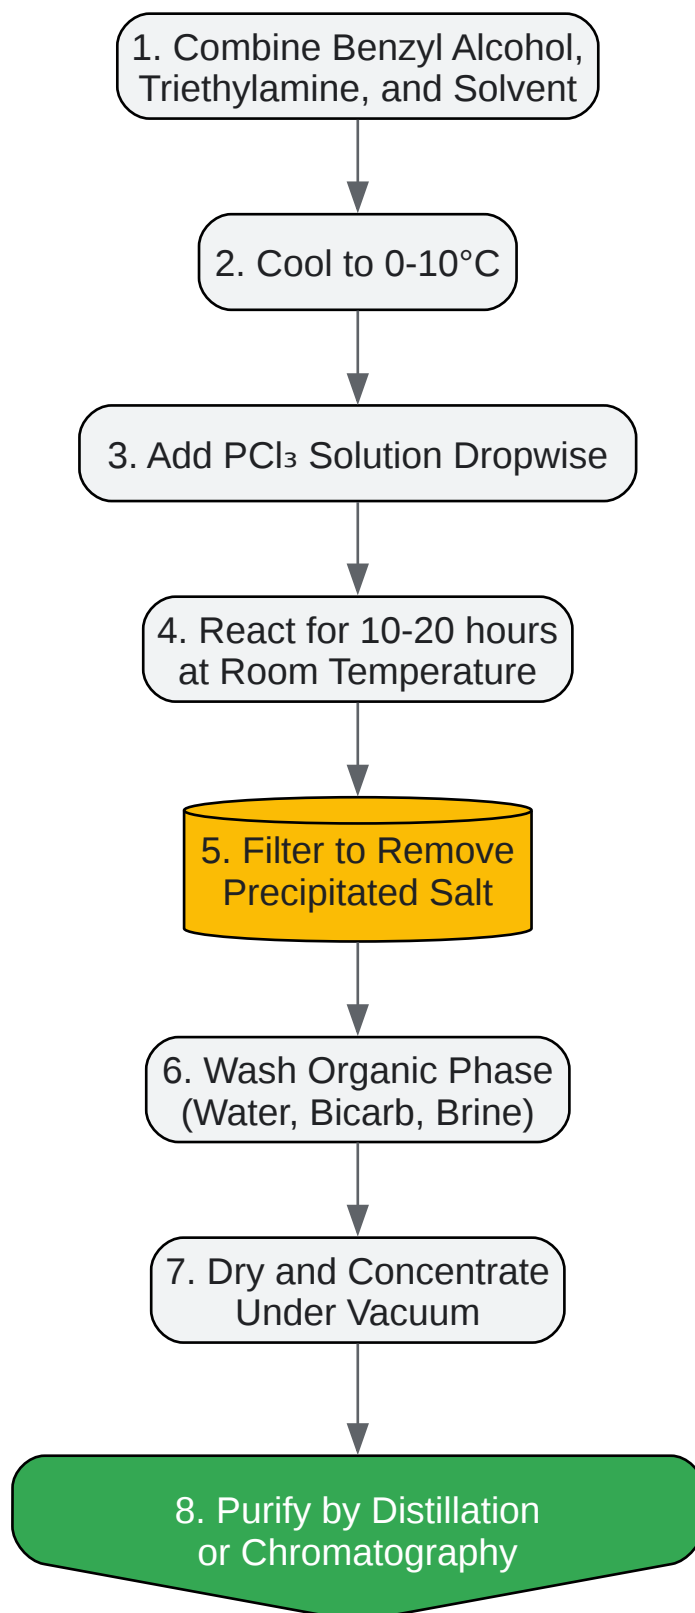 1. Combine Benzyl Alcohol,
Triethylamine, and Solvent
2. Cool to 0-10°C
3. Add PCl₃ Solution Dropwise
4. React for 10-20 hours
at Room Temperature
5. Filter to Remove
Precipitated Salt
6. Wash Organic Phase
(Water, Bicarb, Brine)
7. Dry and Concentrate
Under Vacuum
8. Purify by Distillation
or Chromatography